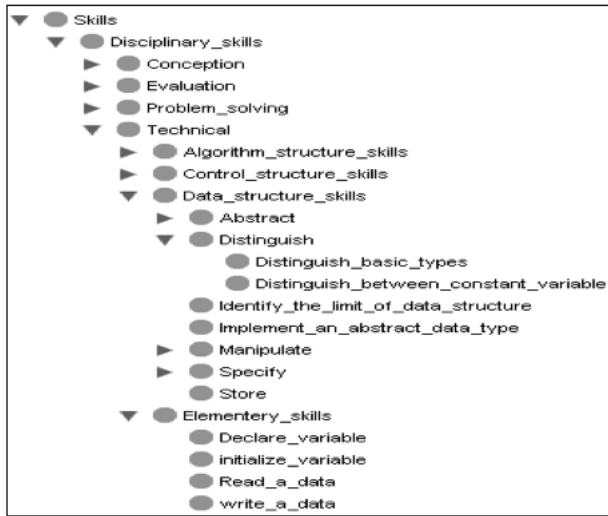 Skills
Disciplinary_skills
Conception
Evaluation
Problem_solving
Technical
Algorithm_structure_skills
Control_structure_skills
Data_structure_skills
Abstract
Distinguish
Distinguish_basic_types
Distinguish_between_constant_variable
Identify_the_limit_of_data_structure
Implement_an_abstract_data_type
Manipulate
Specify
Store
Elementery_skills
Declare_variable
initialize_variable
Read_a_data
write_a_data